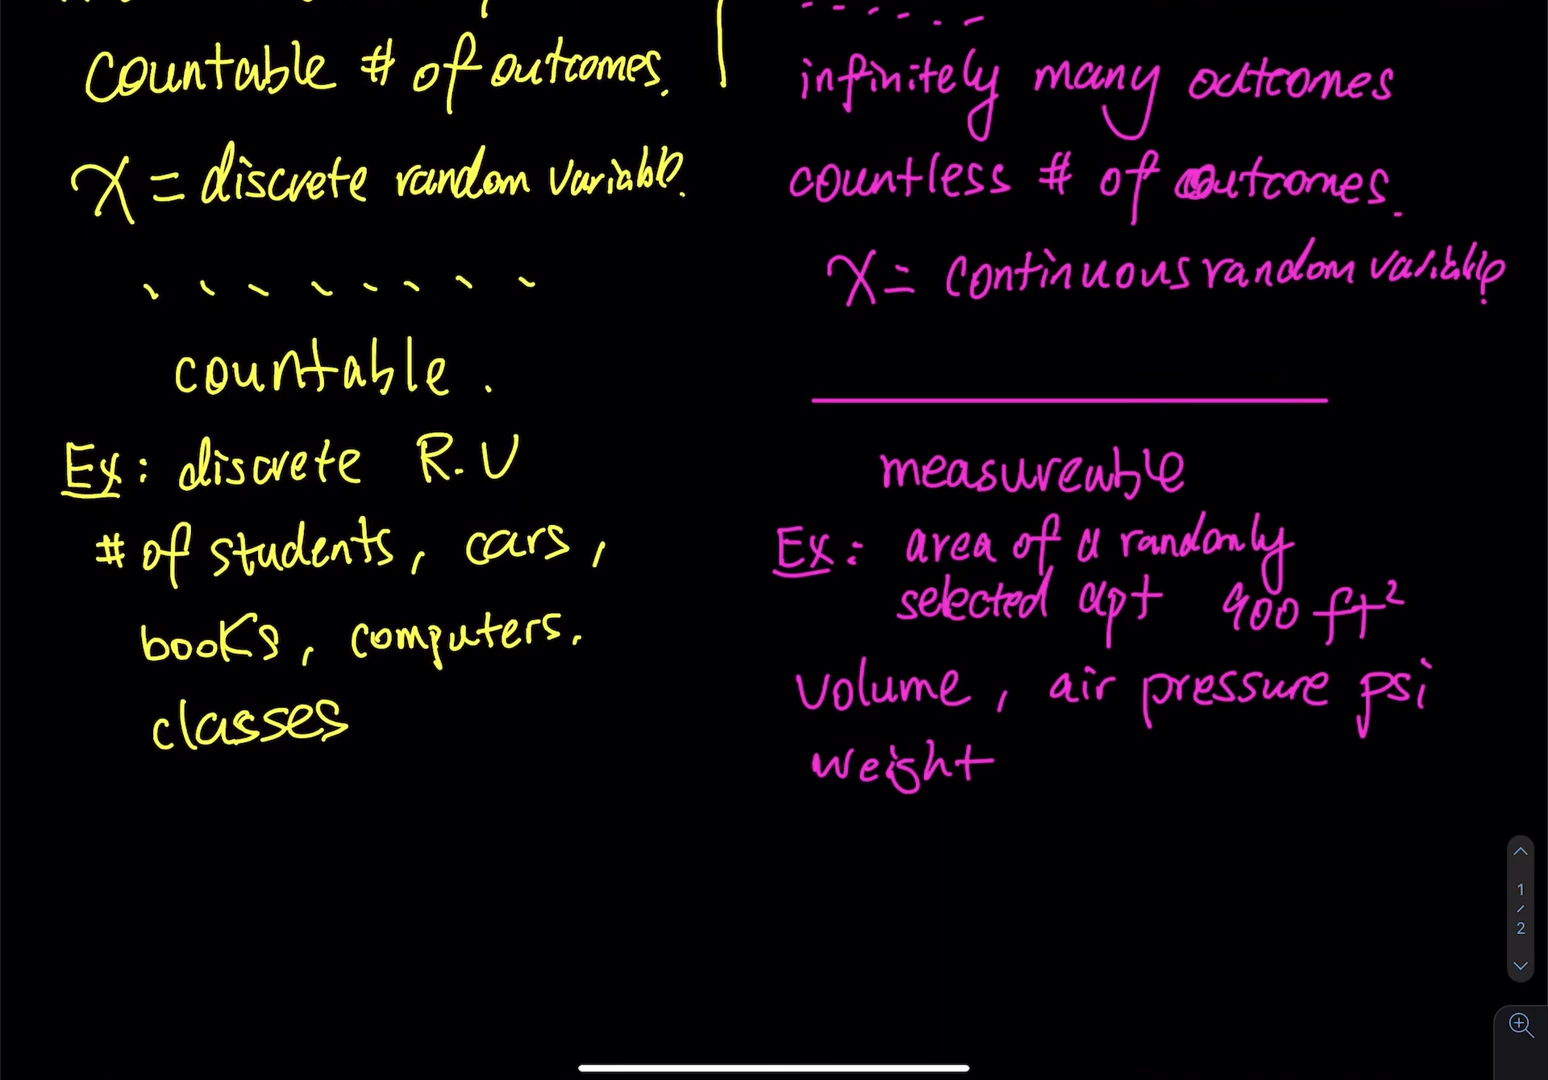 countable # of outcomes.
X = discrete random variable.
countable.
Ex: discrete R.V
# of students, cars,
books, computers.
classes
infinitely many outcomes
countless # of outcomes.
X = continuous random variable
measureable
Ex: area of a randomly
selected apt 900 ft²
volume, air pressure psi
weight
1
/
2